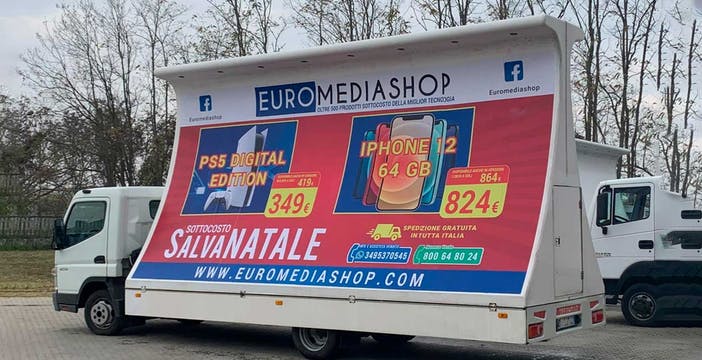 EUROMEDIASHOP
OLTRE 500 PRODOTTI SOTTOCOSTO DELLA MIGLIOR TECNOLOGIA
Euromediashop
Euromediashop
PS5 DIGITAL
EDITION
419€
349€
IPHONE 12
64 GB
864€
824€
SOTTOCOSTO
SALVANATALE
SPEDIZIONE GRATUITA
IN TUTTA ITALIA
3485370545
800 64 80 24
WWW.EUROMEDIASHOP.COM